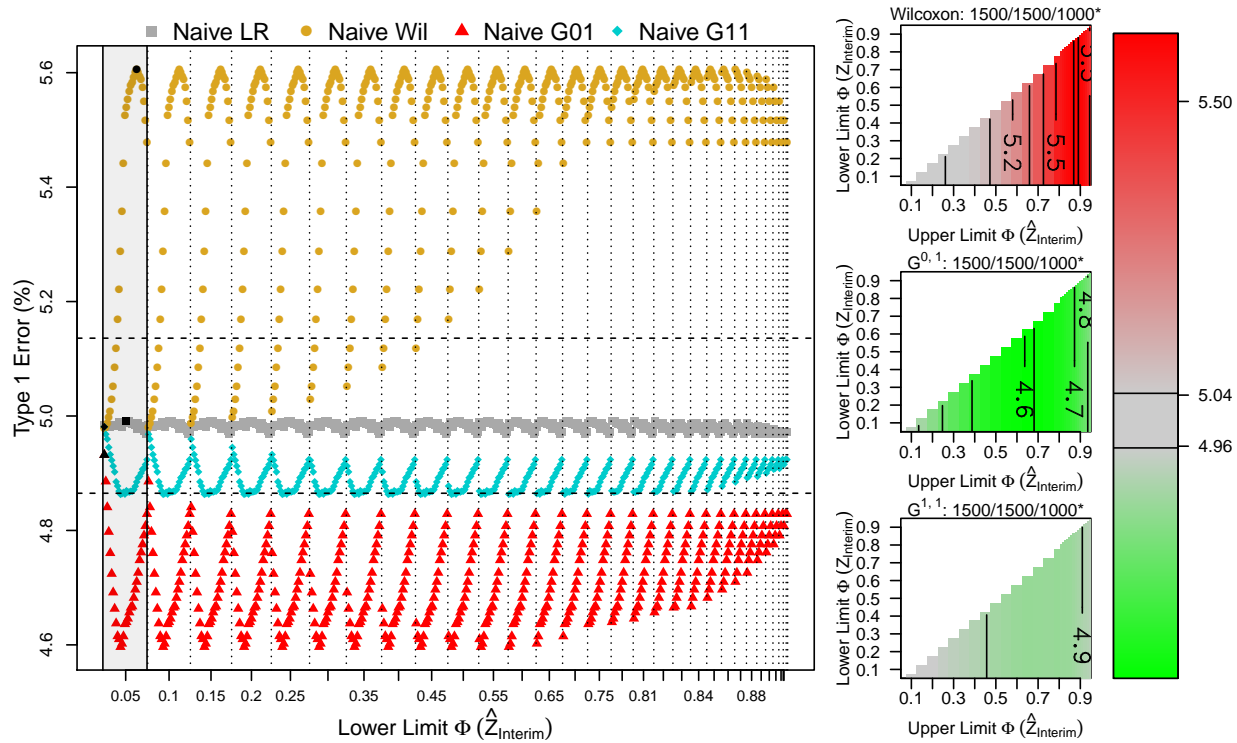 Naive LR Naive Wil Naive G01 Naive G11
Type 1 Error (%)
5.6
5.4
5.2
5.0
4.8
4.6
0.05 0.1 0.15 0.2 0.25 0.35 0.45 0.55 0.65 0.75 0.81 0.84 0.88
Lower Limit Φ (Ẑ_Interim)
Wilcoxon: 1500/1500/1000*
Lower Limit Φ (Ẑ_Interim)
0.9
0.8
0.7
0.6
0.5
0.4
0.3
0.2
0.1
5.2
5.5
5.5
0.1 0.3 0.5 0.7 0.9
Upper Limit Φ (Ẑ_Interim)
G^0, 1: 1500/1500/1000*
Lower Limit Φ (Ẑ_Interim)
0.9
0.8
0.7
0.6
0.5
0.4
0.3
0.2
0.1
4.6
4.7
4.8
0.1 0.3 0.5 0.7 0.9
Upper Limit Φ (Ẑ_Interim)
G^1, 1: 1500/1500/1000*
Lower Limit Φ (Ẑ_Interim)
0.9
0.8
0.7
0.6
0.5
0.4
0.3
0.2
0.1
4.9
0.1 0.3 0.5 0.7 0.9
Upper Limit Φ (Ẑ_Interim)
5.50
5.04
4.96